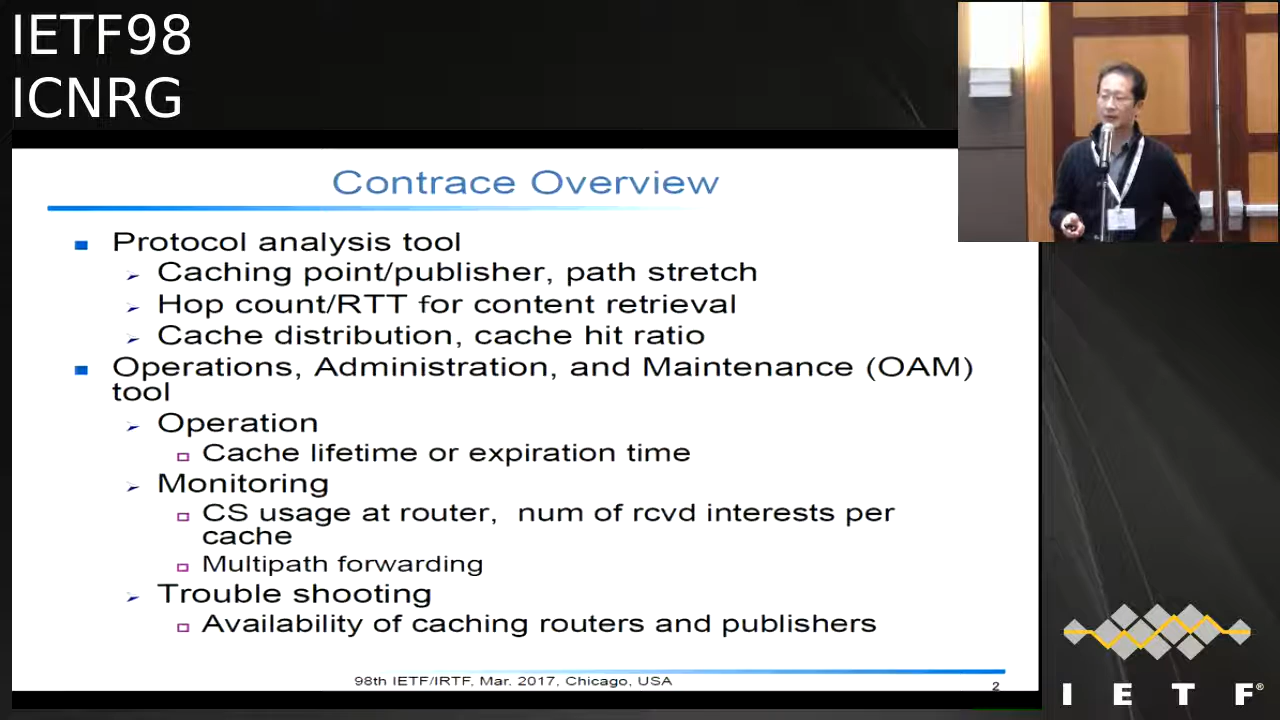 IETF98
ICNRG
Contrace Overview
Protocol analysis tool
Caching point/publisher, path stretch
Hop count/RTT for content retrieval
Cache distribution, cache hit ratio
Operations, Administration, and Maintenance (OAM)
tool
Operation
Cache lifetime or expiration time
Monitoring
CS usage at router, num of rcvd interests per
cache
Multipath forwarding
Trouble shooting
Availability of caching routers and publishers
98th IETF/IRTF, Mar. 2017, Chicago, USA
2
I E T F®